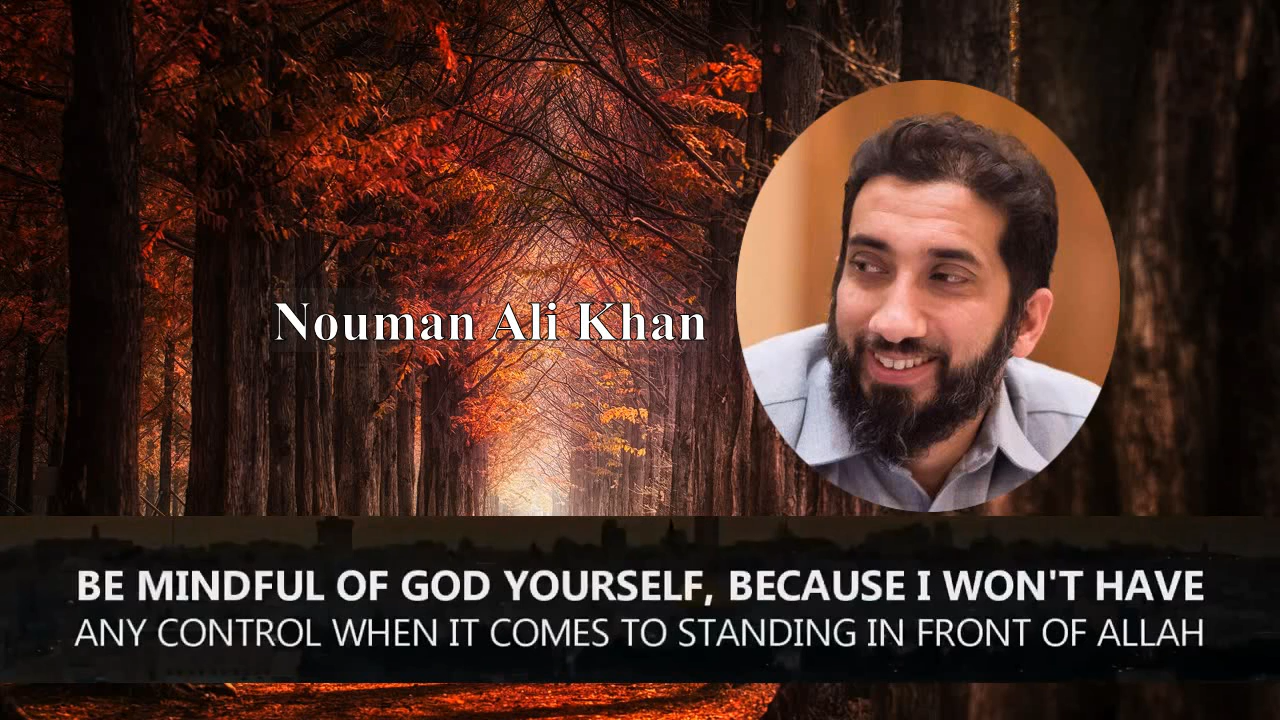 Nouman Ali Khan
BE MINDFUL OF GOD YOURSELF, BECAUSE I WON'T HAVE
ANY CONTROL WHEN IT COMES TO STANDING IN FRONT OF ALLAH